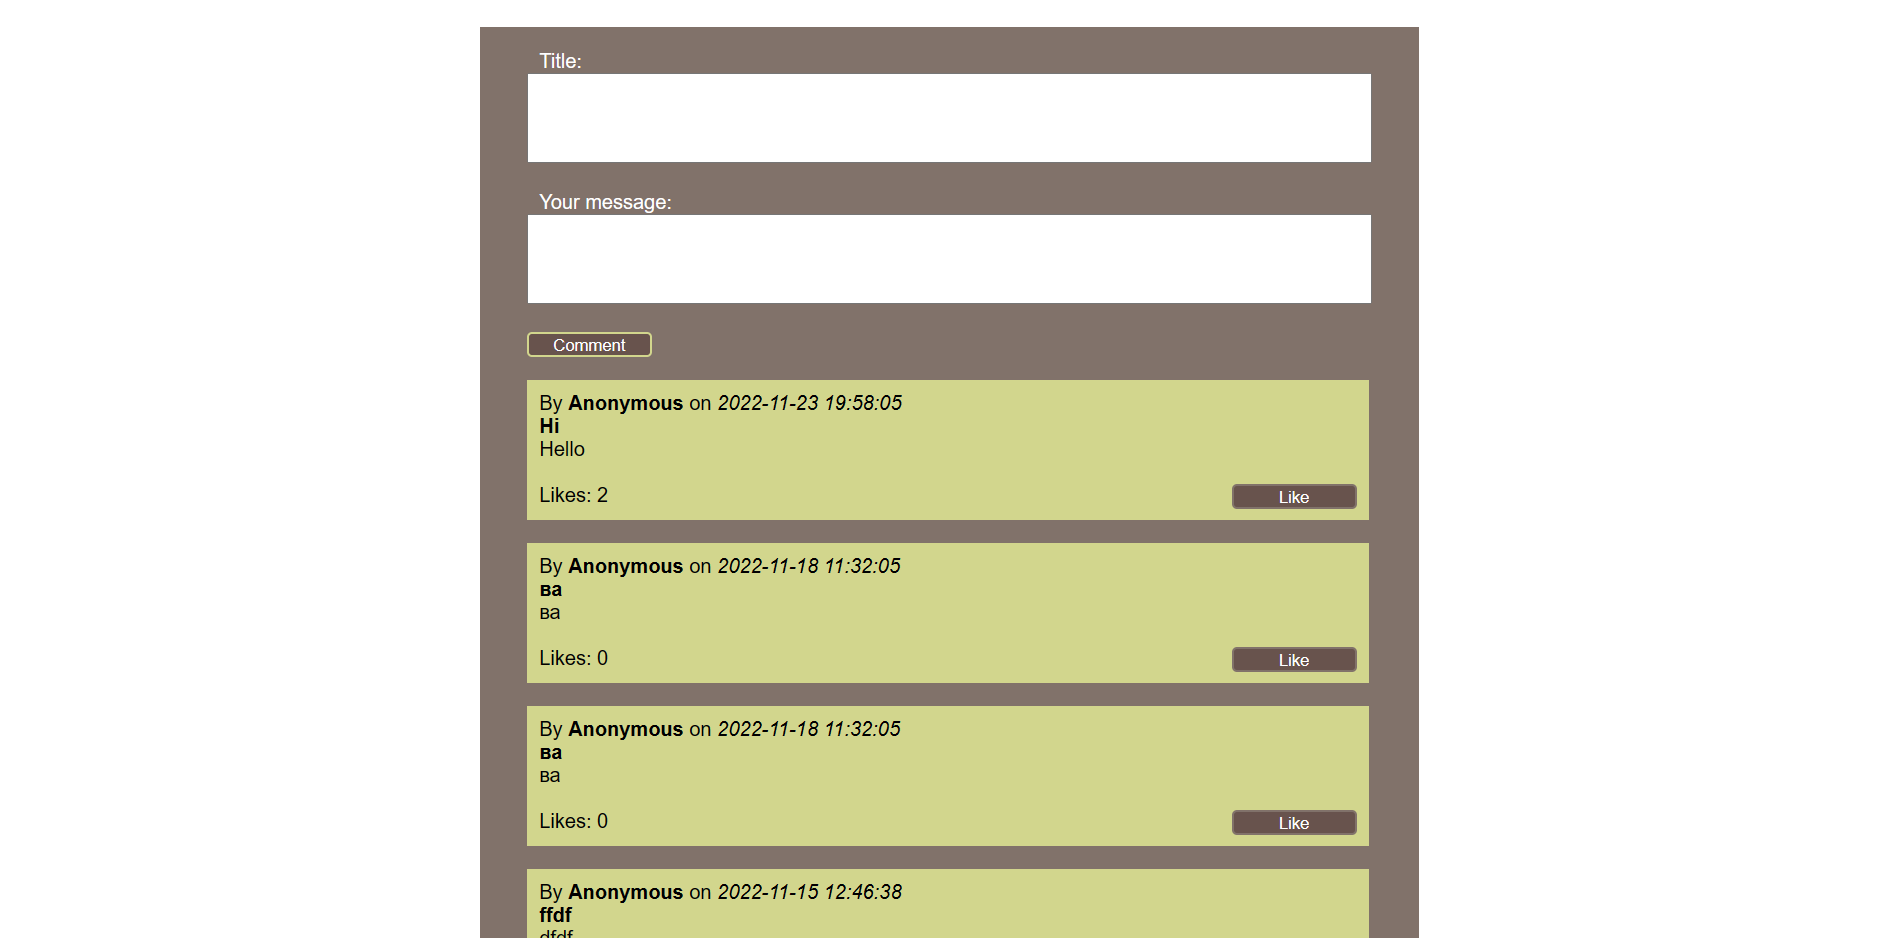 Title:
Your message:
Comment
By Anonymous on 2022-11-23 19:58:05
Hi
Hello
Likes: 2
Like
By Anonymous on 2022-11-18 11:32:05
ва
ва
Likes: 0
Like
By Anonymous on 2022-11-18 11:32:05
ва
ва
Likes: 0
Like
By Anonymous on 2022-11-15 12:46:38
ffdf
dfdf